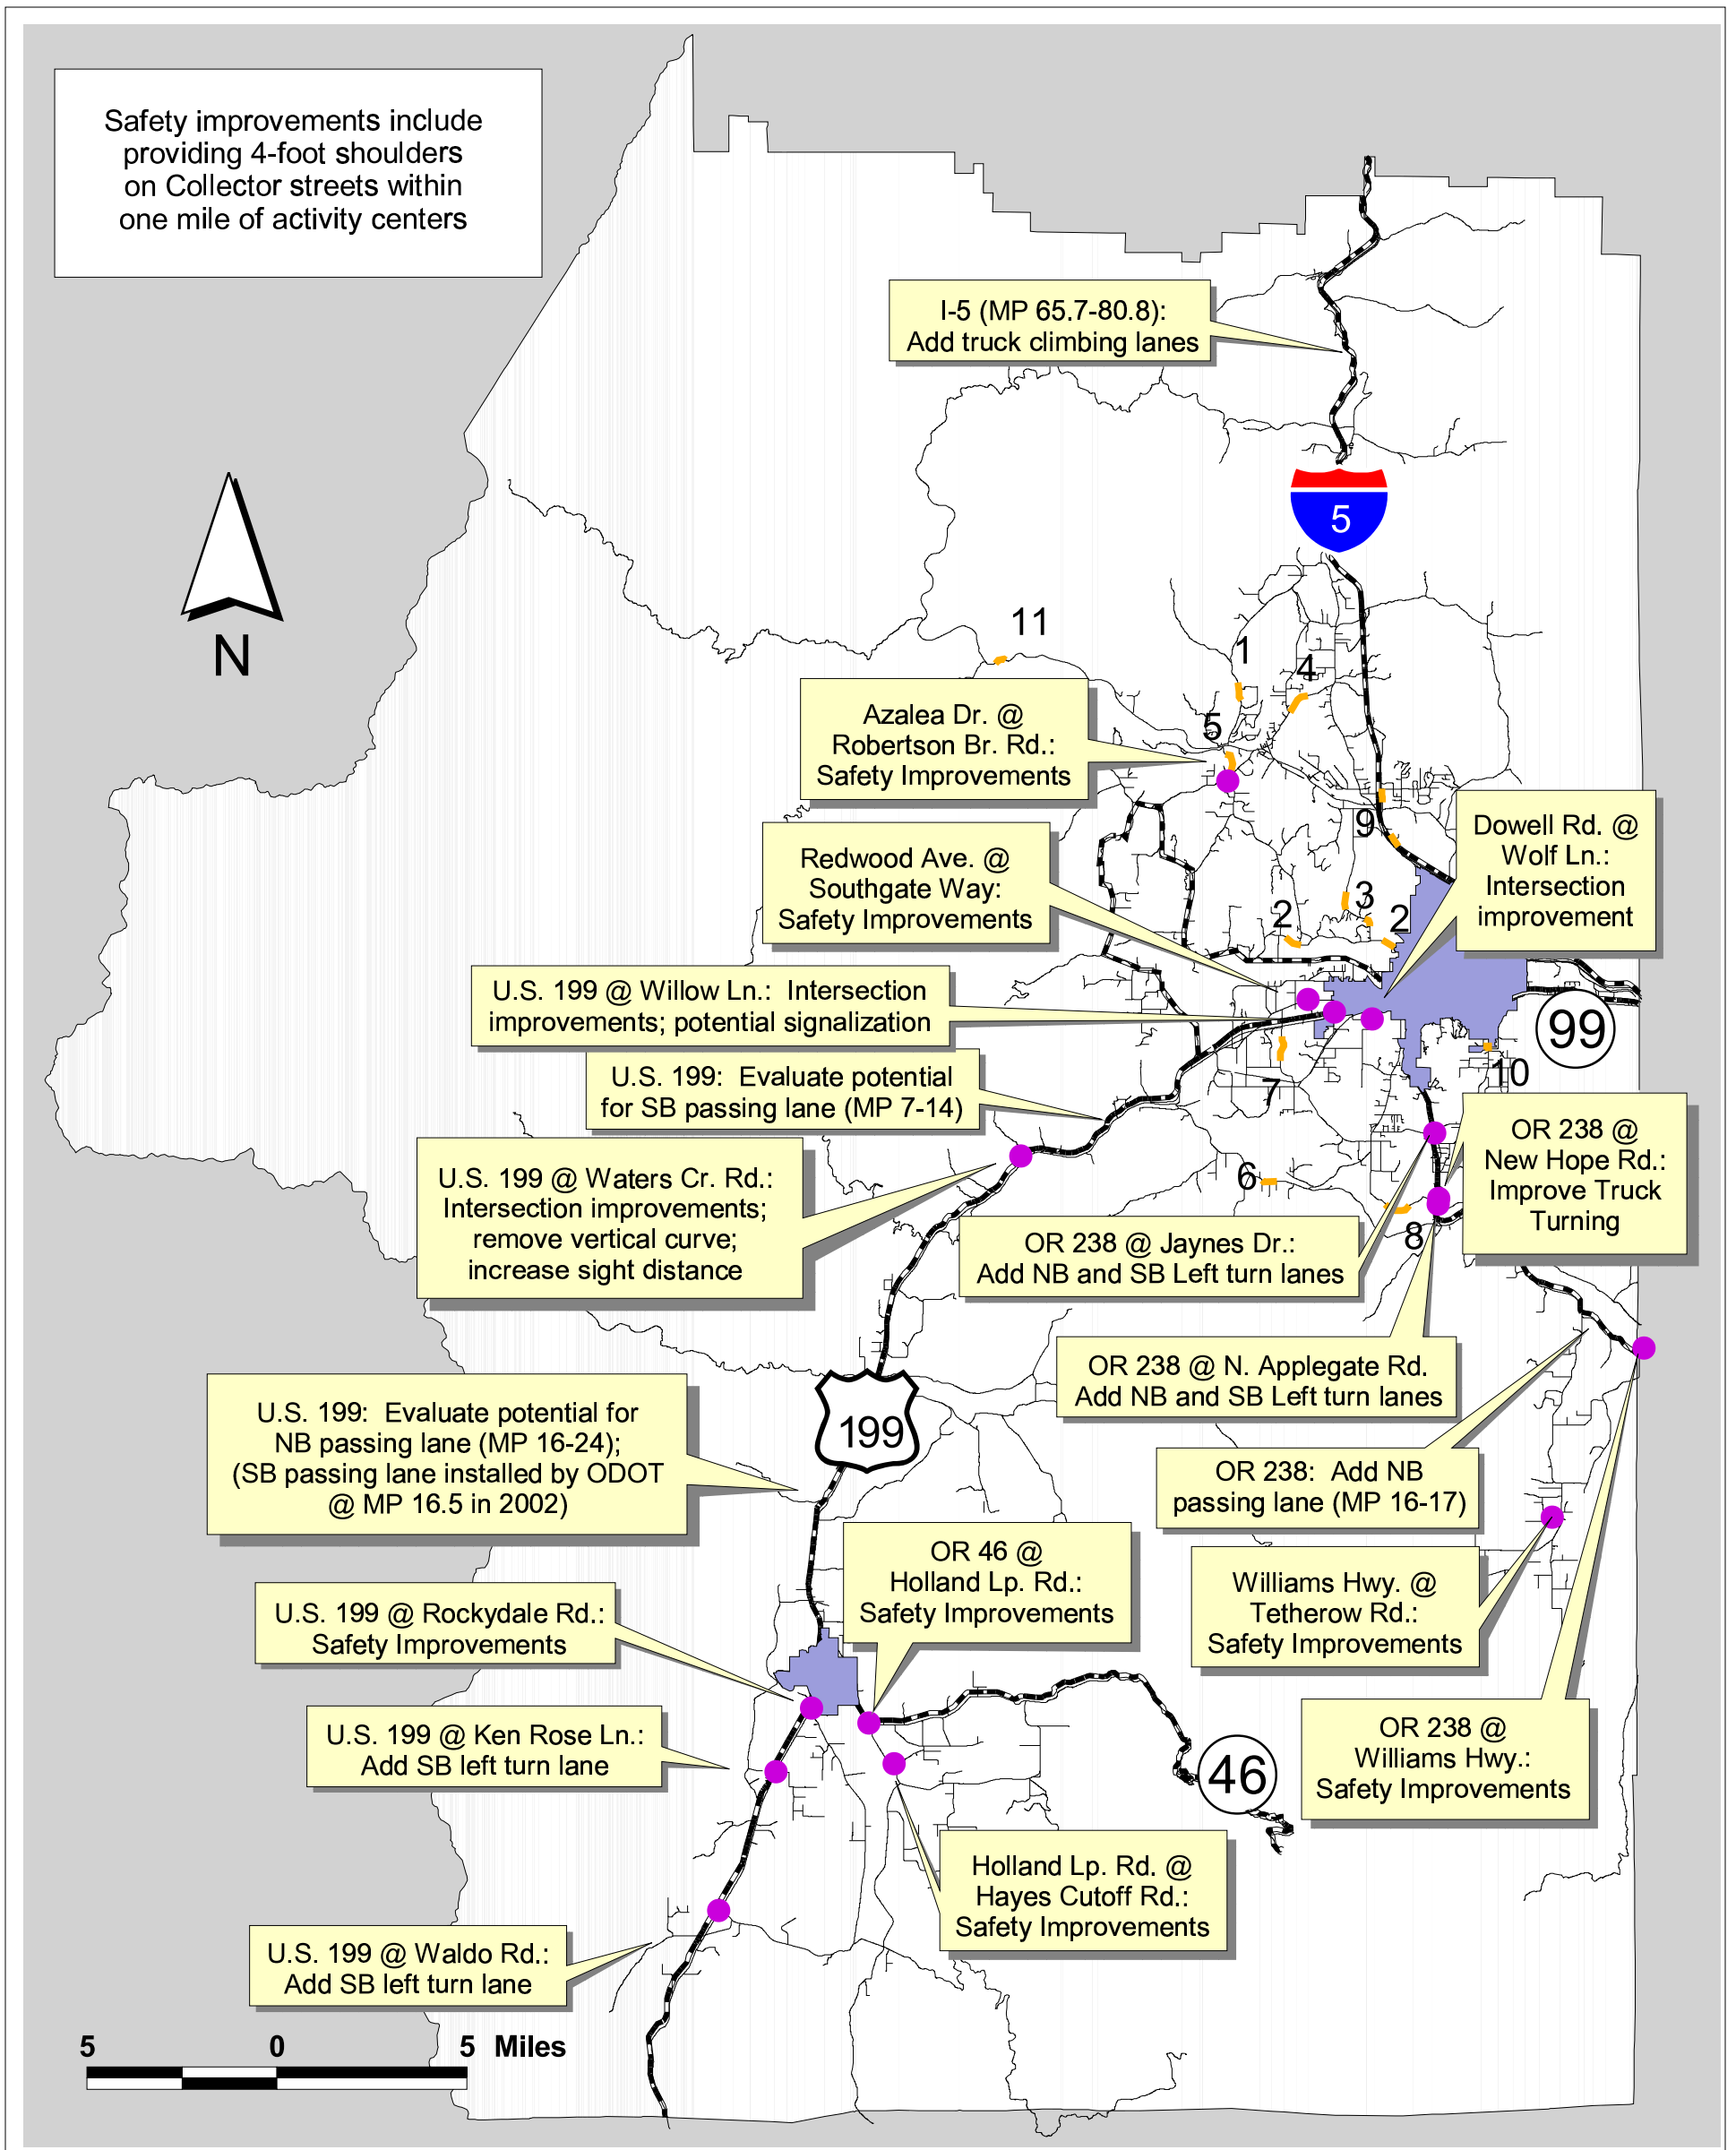 Safety improvements include
providing 4-foot shoulders
on Collector streets within
one mile of activity centers
I-5 (MP 65.7-80.8):
Add truck climbing lanes
5
N
11
1
4
5
Azalea Dr. @
Robertson Br. Rd.:
Safety Improvements
9
Dowell Rd. @
Wolf Ln.:
Intersection
improvement
Redwood Ave. @
Southgate Way:
Safety Improvements
3
2
2
U.S. 199 @ Willow Ln.: Intersection
improvements; potential signalization
99
U.S. 199: Evaluate potential
for SB passing lane (MP 7-14)
7
10
OR 238 @
New Hope Rd.:
Improve Truck
Turning
U.S. 199 @ Waters Cr. Rd.:
Intersection improvements;
remove vertical curve;
increase sight distance
6
8
OR 238 @ Jaynes Dr.:
Add NB and SB Left turn lanes
OR 238 @ N. Applegate Rd.
Add NB and SB Left turn lanes
199
U.S. 199: Evaluate potential for
NB passing lane (MP 16-24);
(SB passing lane installed by ODOT
@ MP 16.5 in 2002)
OR 238: Add NB
passing lane (MP 16-17)
OR 46 @
Holland Lp. Rd.:
Safety Improvements
Williams Hwy. @
Tetherow Rd.:
Safety Improvements
U.S. 199 @ Rockydale Rd.:
Safety Improvements
U.S. 199 @ Ken Rose Ln.:
Add SB left turn lane
OR 238 @
Williams Hwy.:
Safety Improvements
46
Holland Lp. Rd. @
Hayes Cutoff Rd.:
Safety Improvements
U.S. 199 @ Waldo Rd.:
Add SB left turn lane
5 0 5 Miles